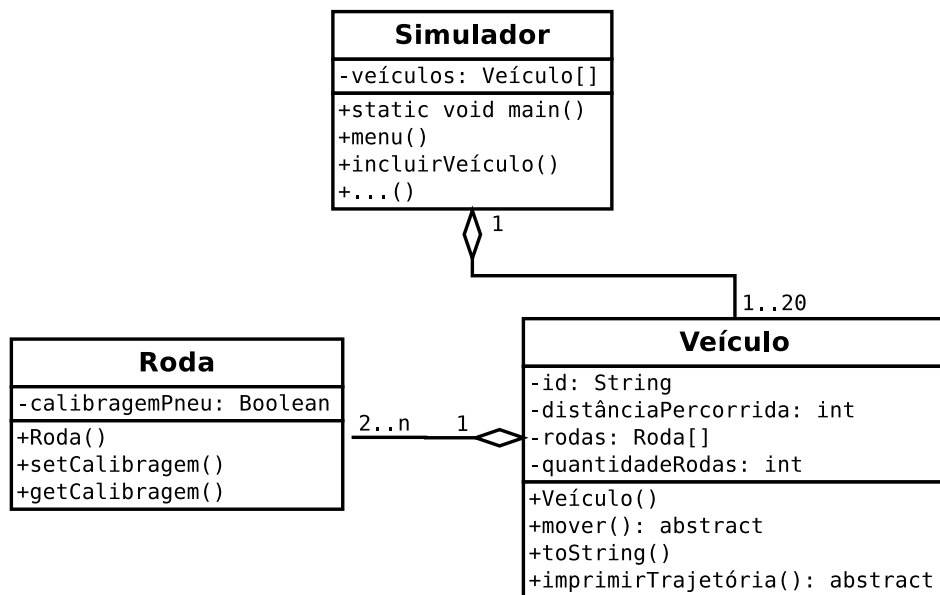 Simulador
-veículos: Veículo[]
+static void main()
+menu()
+incluirVeículo()
+...()
1
1..20
Roda
-calibragemPneu: Boolean
+Roda()
+setCalibragem()
+getCalibragem()
2..n
1
Veículo
-id: String
-distânciaPercorrida: int
-rodas: Roda[]
-quantidadeRodas: int
+Veículo()
+mover(): abstract
+toString()
+imprimirTrajetória(): abstract